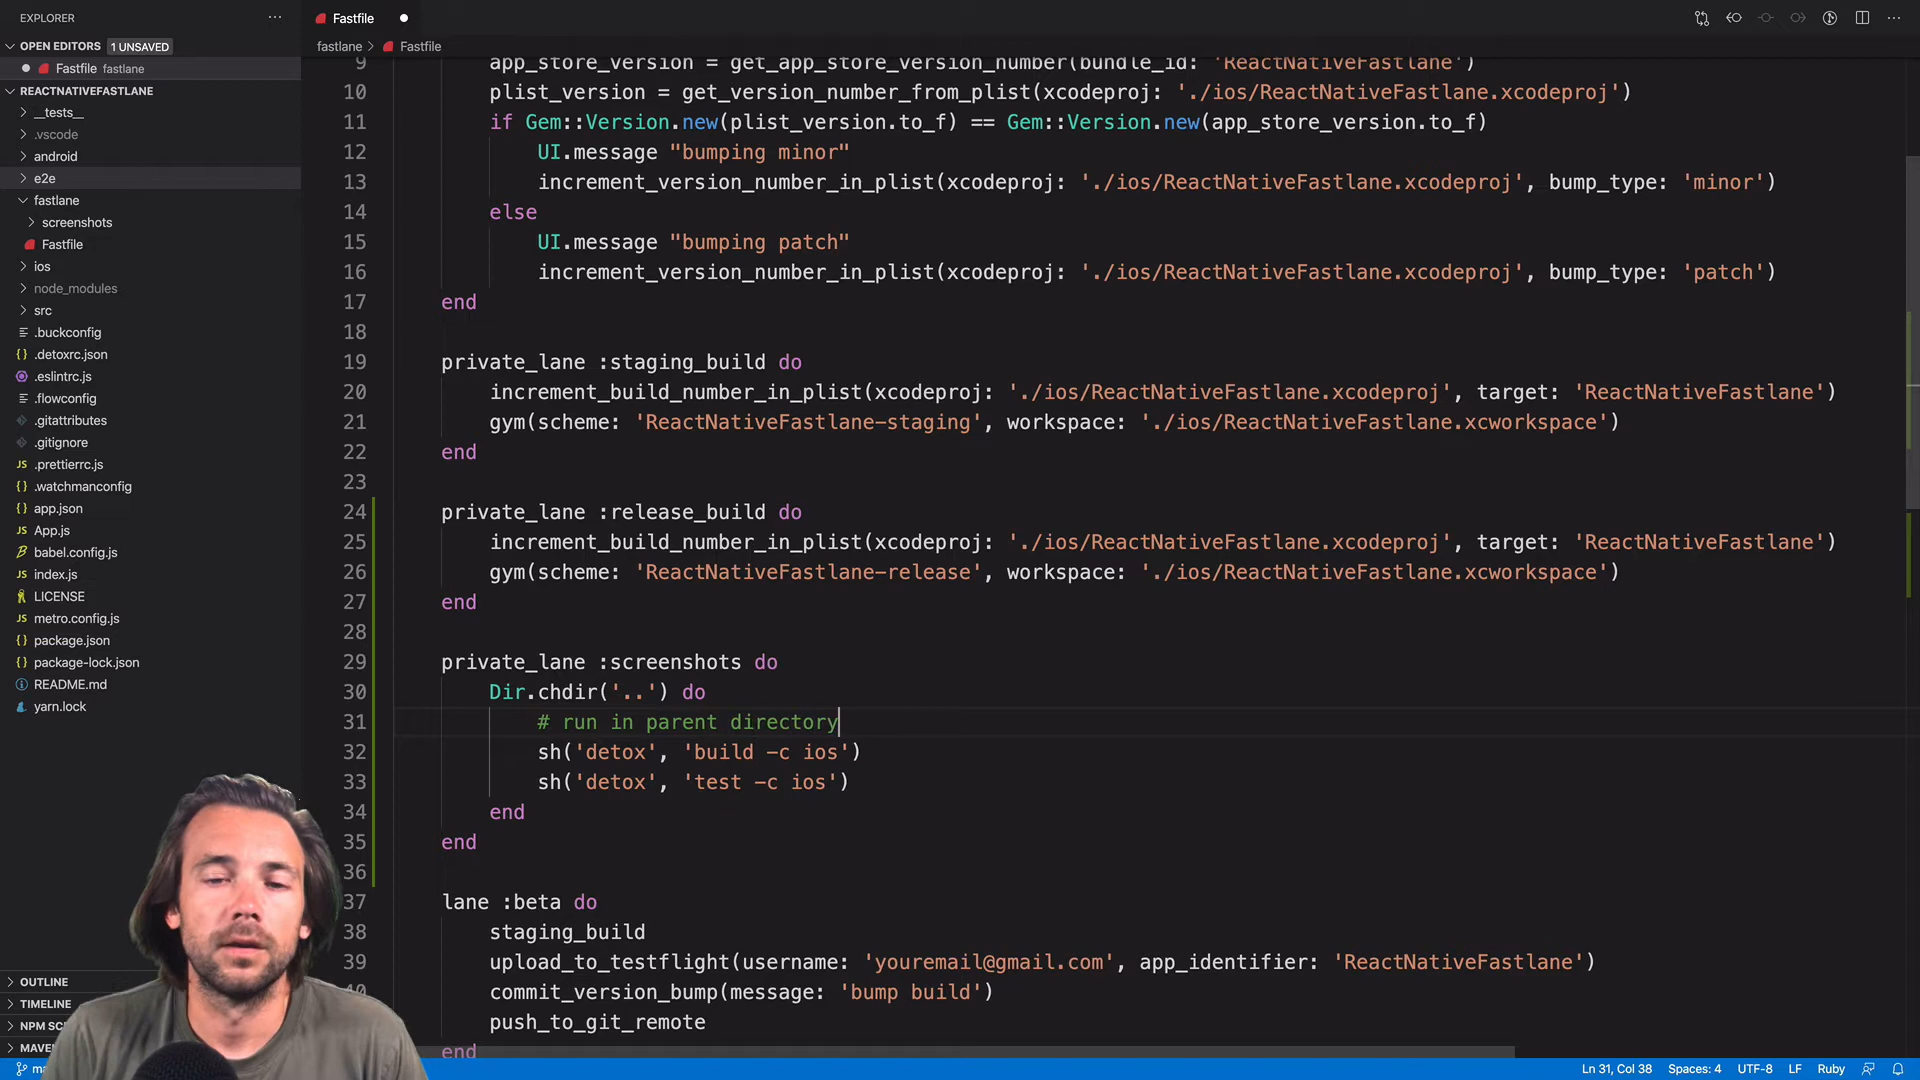 EXPLORER
Fastfile
OPEN EDITORS 1 UNSAVED
fastlane Fastfile
Fastfile fastlane
REACTNATIVEFASTLANE
__tests__
.vscode
android
e2e
fastlane
screenshots
Fastfile
ios
node_modules
src
.buckconfig
.detoxrc.json
.eslintrc.js
.flowconfig
.gitattributes
.gitignore
JS .prettierrc.js
.watchmanconfig
app.json
JS App.js
babel.config.js
JS index.js
LICENSE
JS metro.config.js
package.json
package-lock.json
README.md
yarn.lock
OUTLINE
TIMELINE
9 app_store_version = get_app_store_version_number(bundle_id: 'ReactNativeFastlane')
10 plist_version = get_version_number_from_plist(xcodeproj: './ios/ReactNativeFastlane.xcodeproj')
11 if Gem::Version.new(plist_version.to_f) == Gem::Version.new(app_store_version.to_f)
12 UI.message "bumping minor"
13 increment_version_number_in_plist(xcodeproj: './ios/ReactNativeFastlane.xcodeproj', bump_type: 'minor')
14 else
15 UI.message "bumping patch"
16 increment_version_number_in_plist(xcodeproj: './ios/ReactNativeFastlane.xcodeproj', bump_type: 'patch')
17 end
18
19 private_lane :staging_build do
20 increment_build_number_in_plist(xcodeproj: './ios/ReactNativeFastlane.xcodeproj', target: 'ReactNativeFastlane')
21 gym(scheme: 'ReactNativeFastlane-staging', workspace: './ios/ReactNativeFastlane.xcworkspace')
22 end
23
24 private_lane :release_build do
25 increment_build_number_in_plist(xcodeproj: './ios/ReactNativeFastlane.xcodeproj', target: 'ReactNativeFastlane')
26 gym(scheme: 'ReactNativeFastlane-release', workspace: './ios/ReactNativeFastlane.xcworkspace')
27 end
28
29 private_lane :screenshots do
30 Dir.chdir('..') do
31 # run in parent directory
32 sh('detox', 'build -c ios')
33 sh('detox', 'test -c ios')
34 end
35 end
36
37 lane :beta do
38 staging_build
39 upload_to_testflight(username: 'youremail@gmail.com', app_identifier: 'ReactNativeFastlane')
commit_version_bump(message: 'bump build')
push_to_git_remote
end
Ln 31, Col 38 Spaces: 4 UTF-8 LF Ruby